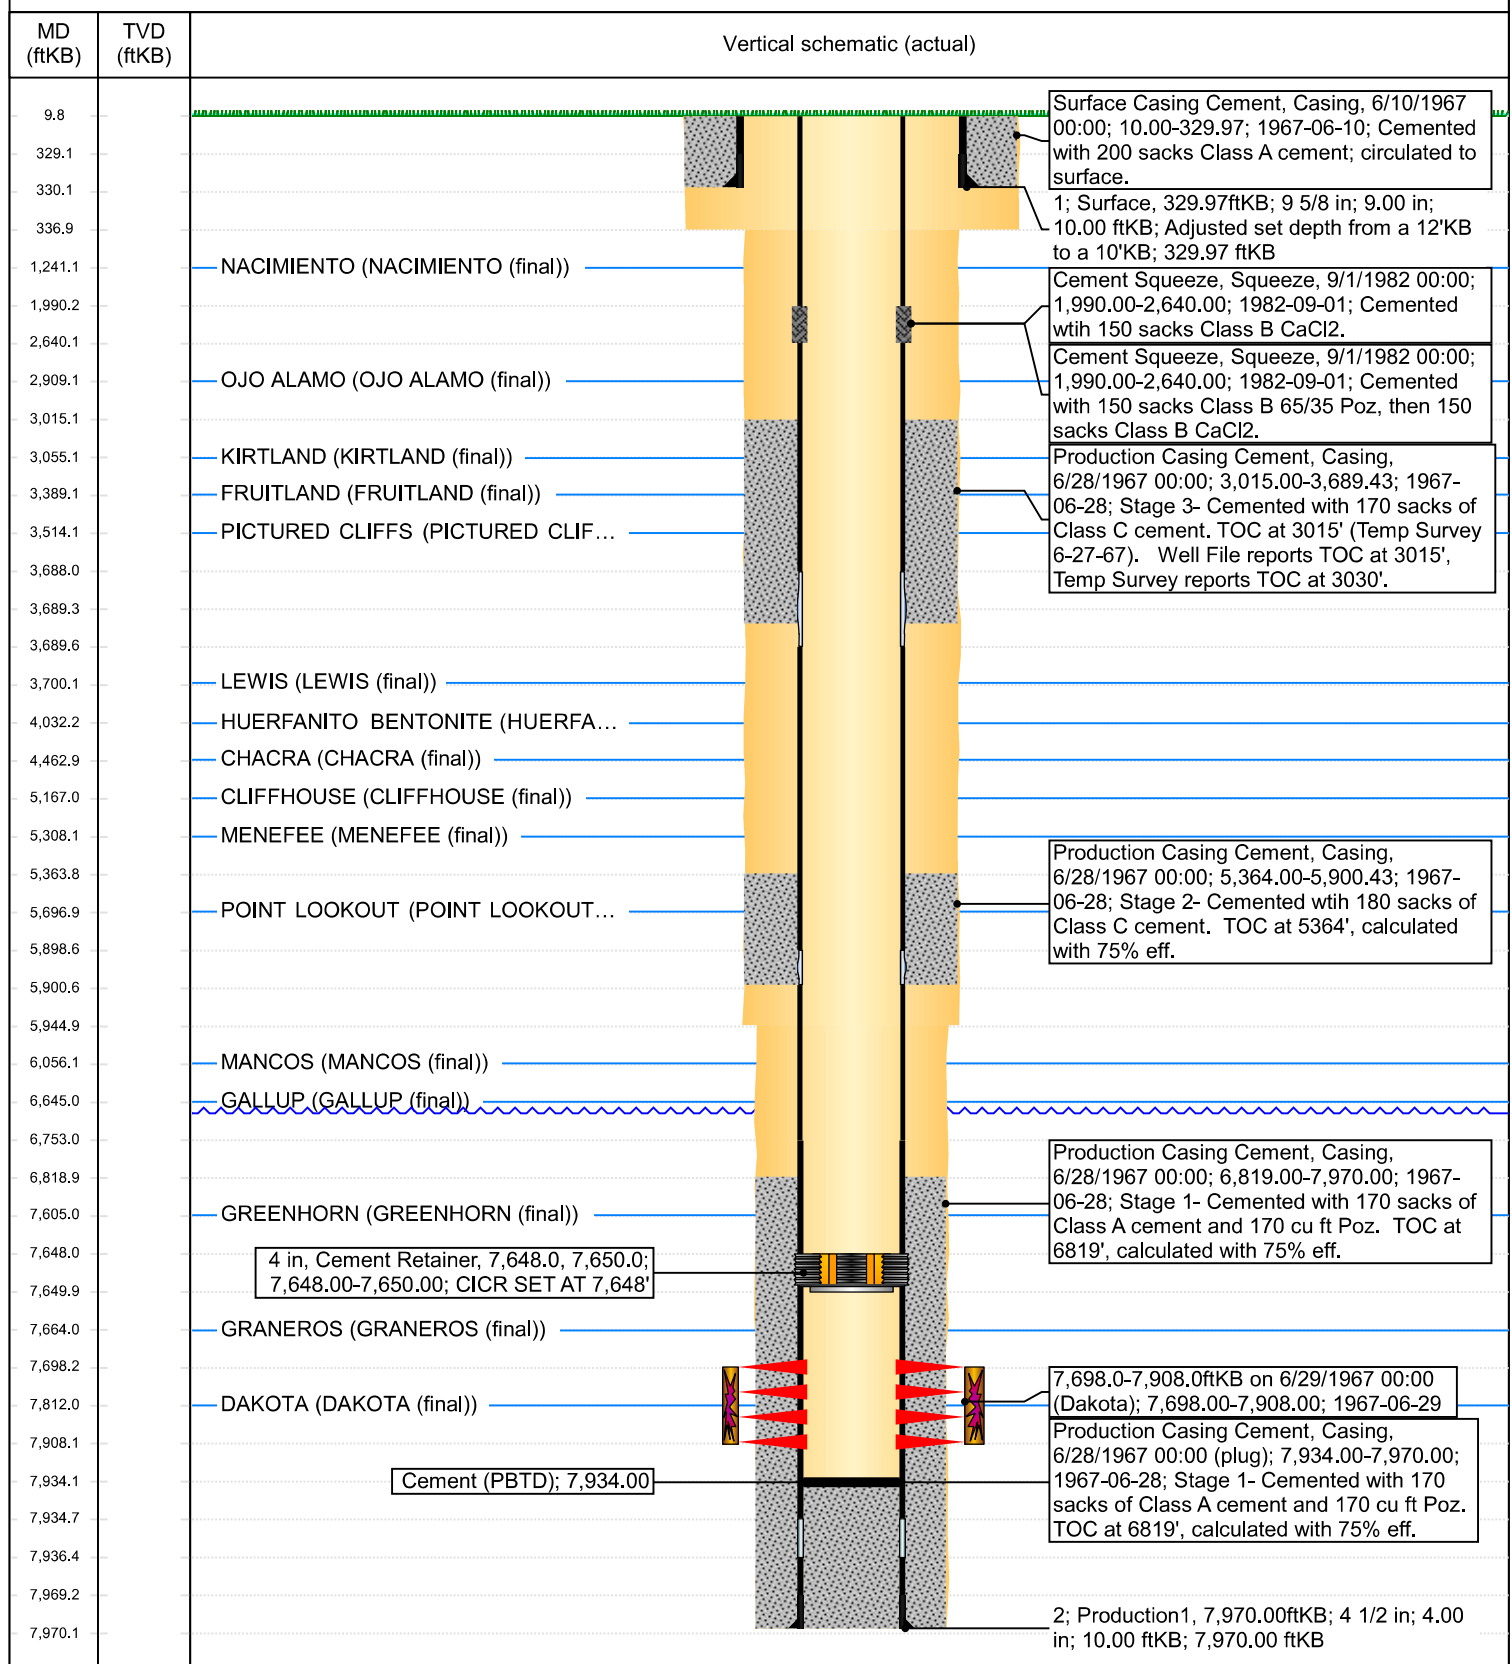 MD
(ftKB)
TVD
(ftKB)
Vertical schematic (actual)
9.8
329.1
330.1
336.9
1,241.1
1,990.2
2,640.1
2,909.1
3,015.1
3,055.1
3,389.1
3,514.1
3,688.0
3,689.3
3,689.6
3,700.1
4,032.2
4,462.9
5,167.0
5,308.1
5,363.8
5,696.9
5,898.6
5,900.6
5,944.9
6,056.1
6,645.0
6,753.0
6,818.9
7,605.0
7,648.0
7,649.9
7,664.0
7,698.2
7,812.0
7,908.1
7,934.1
7,934.7
7,936.4
7,969.2
7,970.1
NACIMIENTO (NACIMIENTO (final))
OJO ALAMO (OJO ALAMO (final))
KIRTLAND (KIRTLAND (final))
FRUITLAND (FRUITLAND (final))
PICTURED CLIFFS (PICTURED CLIF...
LEWIS (LEWIS (final))
HUERFANITO BENTONITE (HUERFA...
CHACRA (CHACRA (final))
CLIFFHOUSE (CLIFFHOUSE (final))
MENEFEE (MENEFEE (final))
POINT LOOKOUT (POINT LOOKOUT...
MANCOS (MANCOS (final))
GALLUP (GALLUP (final))
GREENHORN (GREENHORN (final))
4 in, Cement Retainer, 7,648.0, 7,650.0;
7,648.00-7,650.00; CICR SET AT 7,648'
GRANEROS (GRANEROS (final))
DAKOTA (DAKOTA (final))
Cement (PBTD); 7,934.00
Surface Casing Cement, Casing, 6/10/1967
00:00; 10.00-329.97; 1967-06-10; Cemented
with 200 sacks Class A cement; circulated to
surface.
1; Surface, 329.97ftKB; 9 5/8 in; 9.00 in;
10.00 ftKB; Adjusted set depth from a 12'KB
to a 10'KB; 329.97 ftKB
Cement Squeeze, Squeeze, 9/1/1982 00:00;
1,990.00-2,640.00; 1982-09-01; Cemented
wtih 150 sacks Class B CaCl2.
Cement Squeeze, Squeeze, 9/1/1982 00:00;
1,990.00-2,640.00; 1982-09-01; Cemented
with 150 sacks Class B 65/35 Poz, then 150
sacks Class B CaCl2.
Production Casing Cement, Casing,
6/28/1967 00:00; 3,015.00-3,689.43; 1967-
06-28; Stage 3- Cemented with 170 sacks of
Class C cement. TOC at 3015' (Temp Survey
6-27-67). Well File reports TOC at 3015',
Temp Survey reports TOC at 3030'.
Production Casing Cement, Casing,
6/28/1967 00:00; 5,364.00-5,900.43; 1967-
06-28; Stage 2- Cemented wtih 180 sacks of
Class C cement. TOC at 5364', calculated
with 75% eff.
Production Casing Cement, Casing,
6/28/1967 00:00; 6,819.00-7,970.00; 1967-
06-28; Stage 1- Cemented with 170 sacks of
Class A cement and 170 cu ft Poz. TOC at
6819', calculated with 75% eff.
7,698.0-7,908.0ftKB on 6/29/1967 00:00
(Dakota); 7,698.00-7,908.00; 1967-06-29
Production Casing Cement, Casing,
6/28/1967 00:00 (plug); 7,934.00-7,970.00;
1967-06-28; Stage 1- Cemented with 170
sacks of Class A cement and 170 cu ft Poz.
TOC at 6819', calculated with 75% eff.
2; Production1, 7,970.00ftKB; 4 1/2 in; 4.00
in; 10.00 ftKB; 7,970.00 ftKB